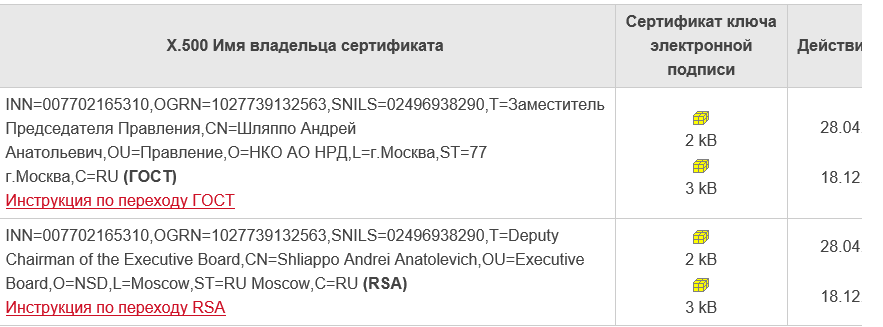 X.500 Имя владельца сертификата
Сертификат ключа
электронной
подписи
Действи
INN=007702165310,OGRN=1027739132563,SNILS=02496938290,T=Заместитель
Председателя Правления,CN=Шляппо Андрей
Анатольевич,OU=Правление,O=НКО АО НРД,L=г.Москва,ST=77
г.Москва,C=RU (ГОСТ)
Инструкция по переходу ГОСТ
2 kB
3 kB
28.04
18.12
INN=007702165310,OGRN=1027739132563,SNILS=02496938290,T=Deputy
Chairman of the Executive Board,CN=Shliappo Andrei Anatolevich,OU=Executive
Board,O=NSD,L=Moscow,ST=RU Moscow,C=RU (RSA)
Инструкция по переходу RSA
2 kB
3 kB
28.04
18.12